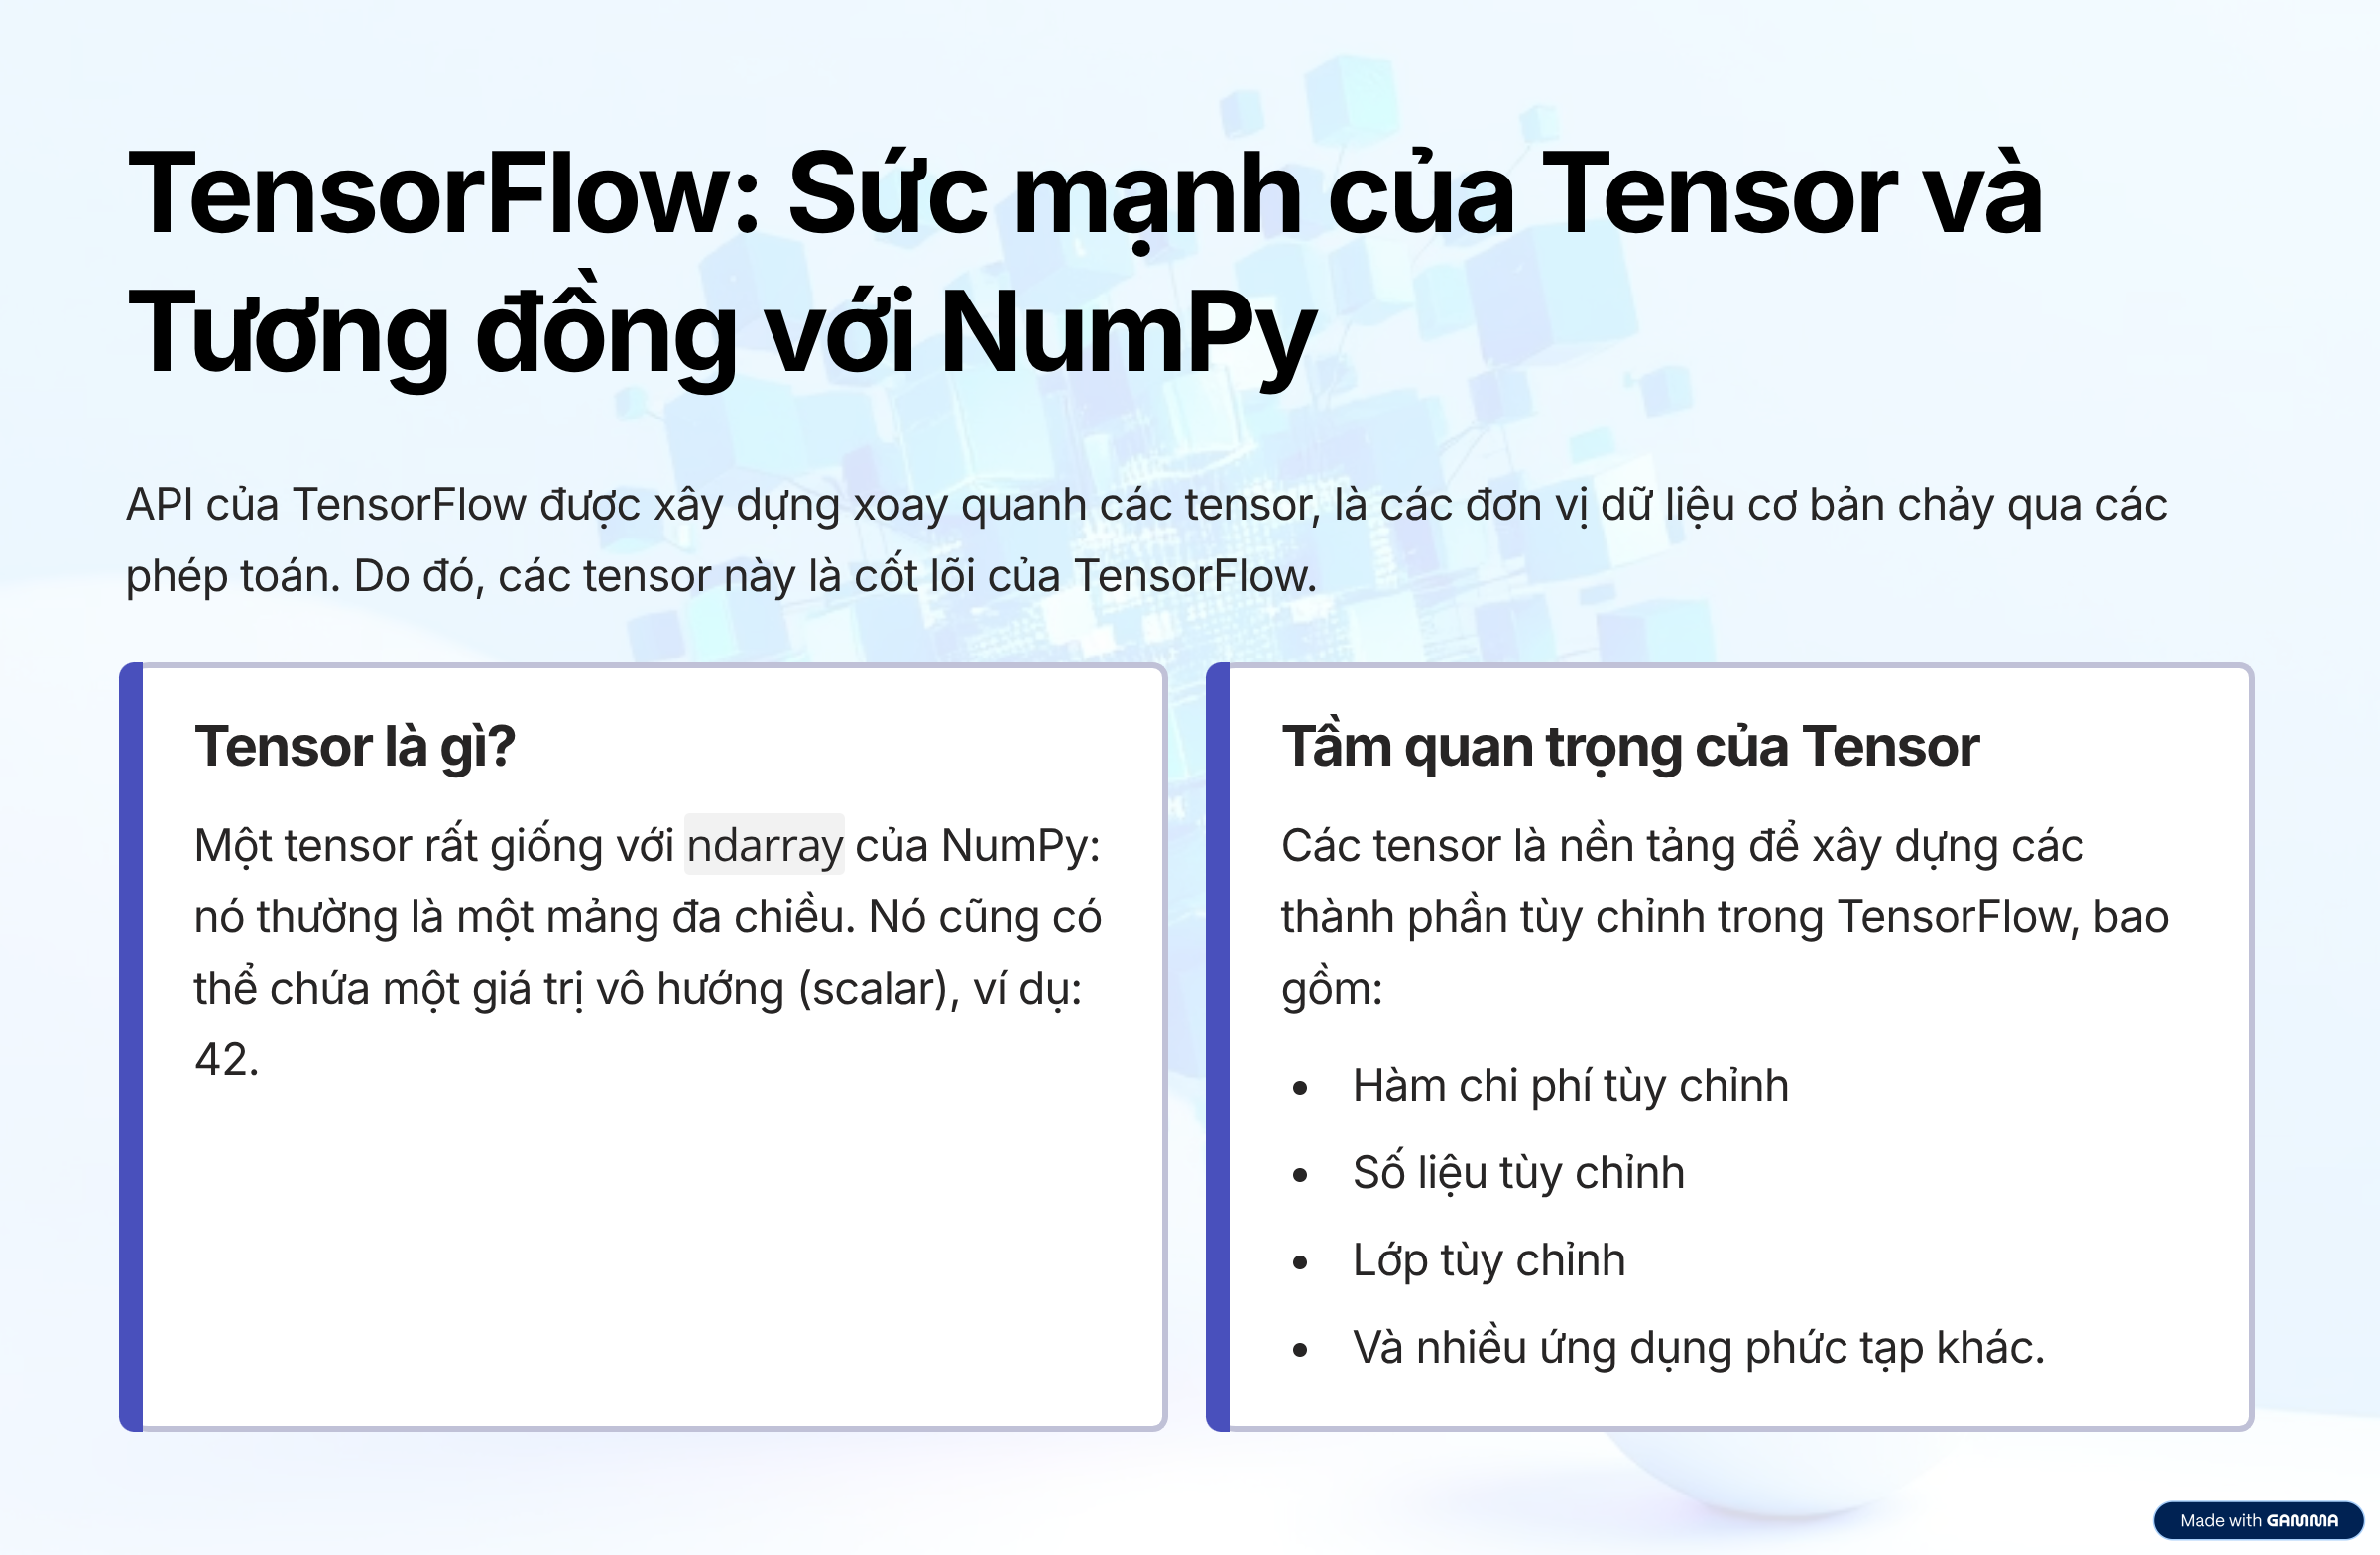 TensorFlow: Sức mạnh của Tensor và
Tương đồng với NumPy
API của TensorFlow được xây dựng xoay quanh các tensor, là các đơn vị dữ liệu cơ bản chảy qua các
phép toán. Do đó, các tensor này là cốt lõi của TensorFlow.
Tensor là gì?
Một tensor rất giống với ndarray của NumPy:
nó thường là một mảng đa chiều. Nó cũng có
thể chứa một giá trị vô hướng (scalar), ví dụ:
42.
Tầm quan trọng của Tensor
Các tensor là nền tảng để xây dựng các
thành phần tùy chỉnh trong TensorFlow, bao
gồm:
• Hàm chi phí tùy chỉnh
• Số liệu tùy chỉnh
• Lớp tùy chỉnh
• Và nhiều ứng dụng phức tạp khác.
Made with GAMMA